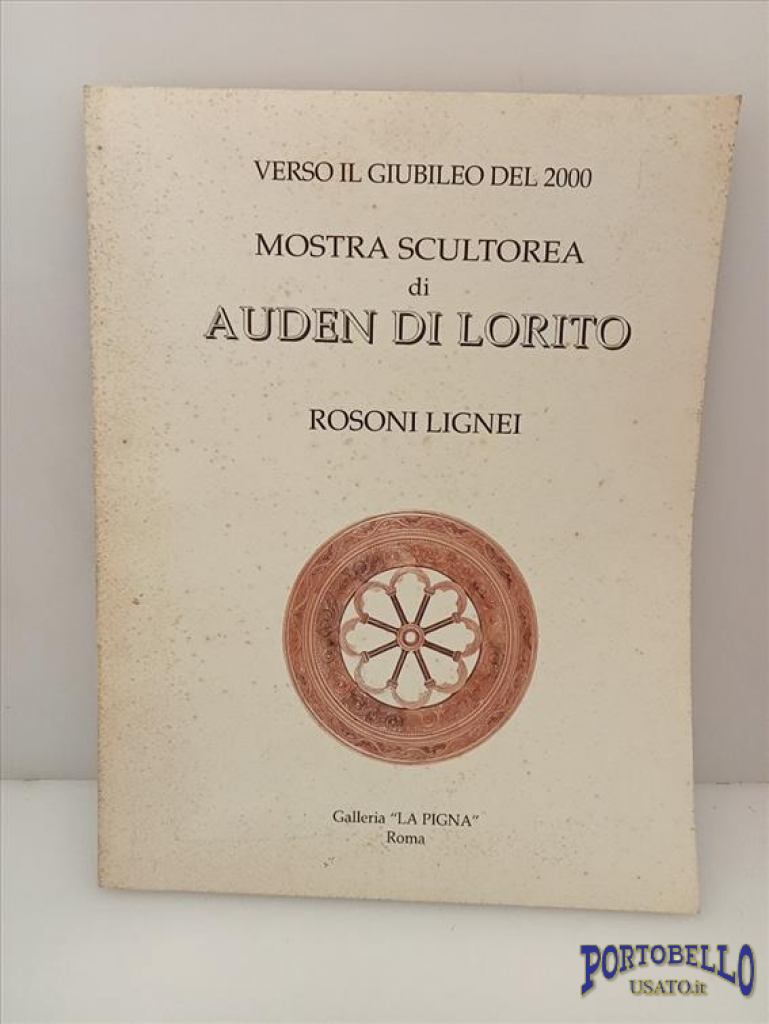 VERSO IL GIUBILEO DEL 2000
MOSTRA SCULTOREA
di
AUDEN DI LORITO
ROSONI LIGNEI
Galleria "LA PIGNA"
Roma
PORTOBELLO
USATO.it